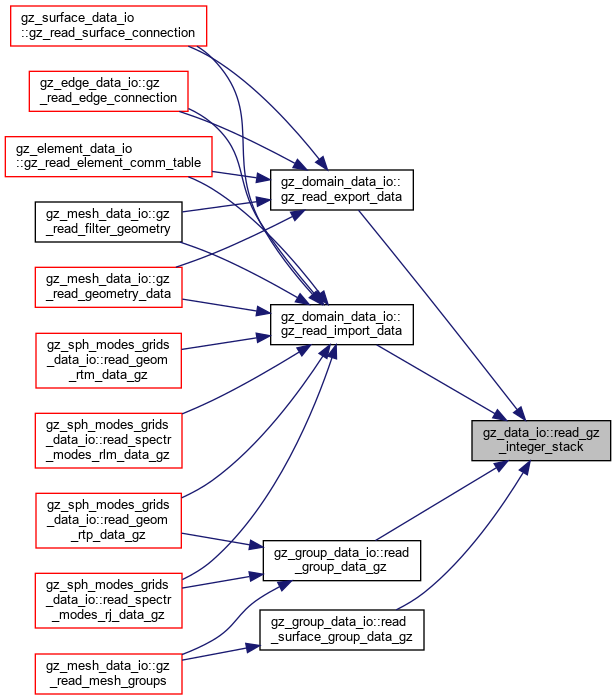 gz_surface_data_io
::gz_read_surface_connection
gz_edge_data_io::gz
_read_edge_connection
gz_element_data_io
::gz_read_element_comm_table
gz_mesh_data_io::gz
_read_filter_geometry
gz_mesh_data_io::gz
_read_geometry_data
gz_sph_modes_grids
_data_io::read_geom
_rtm_data_gz
gz_sph_modes_grids
_data_io::read_spectr
_modes_rlm_data_gz
gz_sph_modes_grids
_data_io::read_geom
_rtp_data_gz
gz_sph_modes_grids
_data_io::read_spectr
_modes_rj_data_gz
gz_mesh_data_io::gz
_read_mesh_groups
gz_domain_data_io::
gz_read_export_data
gz_domain_data_io::
gz_read_import_data
gz_group_data_io::read
_group_data_gz
gz_group_data_io::read
_surface_group_data_gz
gz_data_io::read_gz
_integer_stack